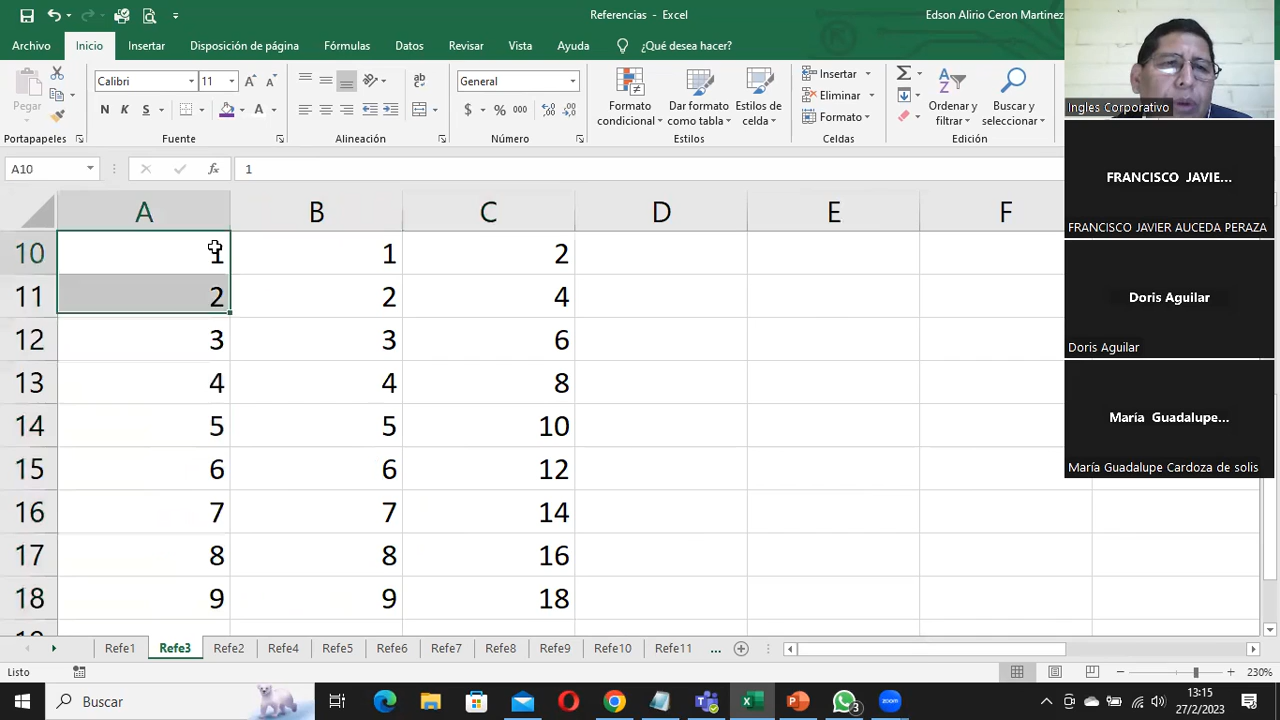 Referencias - Excel
Edson Alirio Ceron Martinez
Archivo Inicio Insertar Disposición de página Fórmulas Datos Revisar Vista Ayuda ¿Qué desea hacer?
Pegar
Calibri 11
N K S
ab
General
$ % 000
Formato condicional
Dar formato como tabla
Estilos de celda
Insertar
Eliminar
Formato
Ordenar y filtrar
Buscar y seleccionar
Portapapeles Fuente Alineación Número Estilos Celdas Edición
A10 fx 1
A B C D E F
10 1 1 2
11 2 2 4
12 3 3 6
13 4 4 8
14 5 5 10
15 6 6 12
16 7 7 14
17 8 8 16
18 9 9 18
Refe1 Refe3 Refe2 Refe4 Refe5 Refe6 Refe7 Refe8 Refe9 Refe10 Refe11 ...
Listo 230%
Buscar
3
zoom
13:15
27/2/2023
Ingles Corporativo
FRANCISCO JAVIE...
FRANCISCO JAVIER AUCEDA PERAZA
Doris Aguilar
Doris Aguilar
María Guadalupe...
María Guadalupe Cardoza de solis